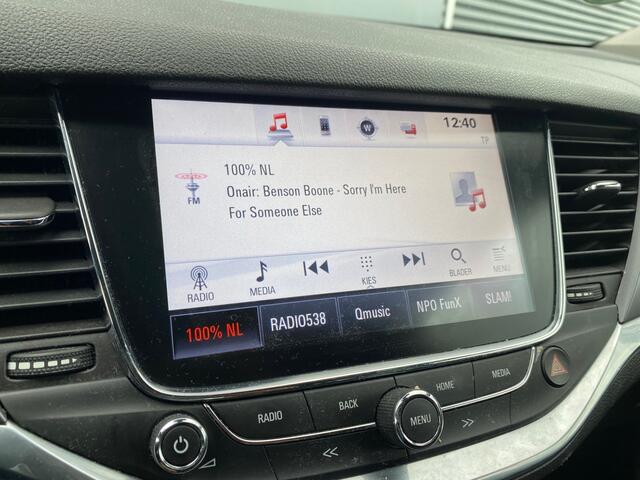 12:40
W
TP
100% NL
Onair: Benson Boone - Sorry I'm Here
For Someone Else
FM
RADIO
MEDIA
KIES
BLADER
MENU
100% NL
RADIO538
Qmusic
NPO FunX
SLAM!
RADIO
BACK
MENU
HOME
MEDIA
<<
>>